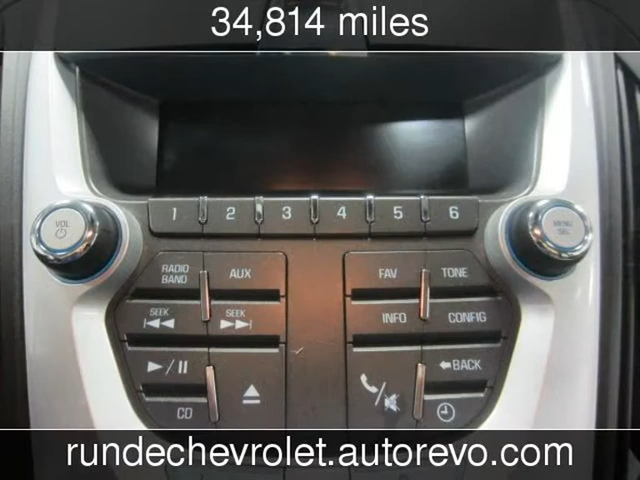 34,814 miles
1 2 3 4 5 6
VOL
MENU
SEL
RADIO
BAND
AUX
FAV
TONE
SEEK
SEEK
INFO
CONFIG
BACK
CD
rundechevrolet.autorevo.com